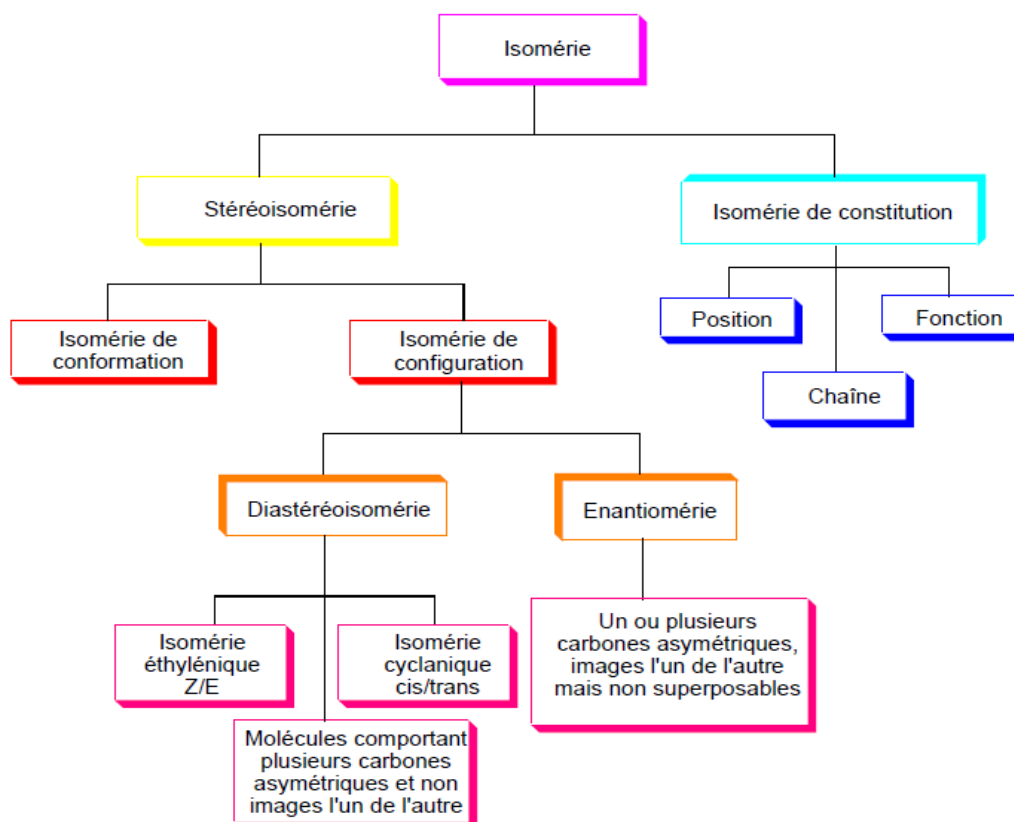 Isomérie
Stéréoisomérie
Isomérie de constitution
Position
Fonction
Chaîne
Isomérie de
conformation
Isomérie de
configuration
Diastéréoisomérie
Enantiomérie
Isomérie
éthylénique
Z/E
Isomérie
cyclanique
cis/trans
Un ou plusieurs
carbones asymétriques,
images l'un de l'autre
mais non superposables
Molécules comportant
plusieurs carbones
asymétriques et non
images l'un de l'autre